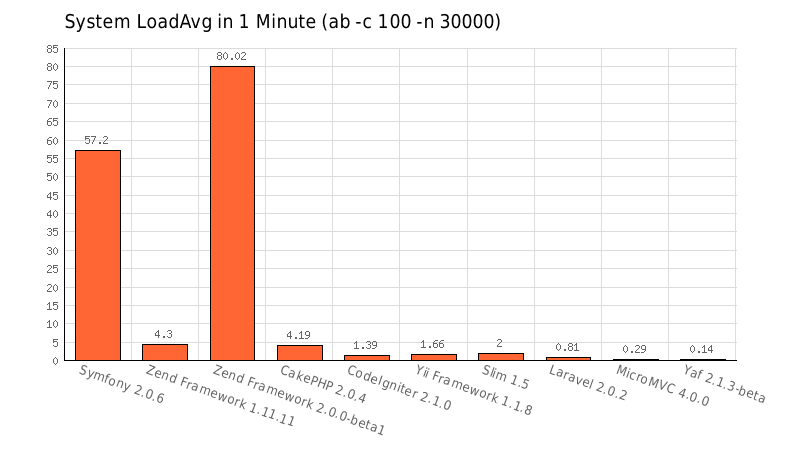 System LoadAvg in 1 Minute (ab -c 100 -n 30000)
85
80
75
70
65
60
55
50
45
40
35
30
25
20
15
10
5
0
57.2
4.3
80.02
4.19
1.39
1.66
2
0.81
0.29
0.14
Symfony 2.0.6
Zend Framework 1.11.11
Zend Framework 2.0.0-beta1
CakePHP 2.0.4
CodeIgniter 2.1.0
Yii Framework 1.1.8
Slim 1.5
Laravel 2.0.2
MicroMVC 4.0.0
Yaf 2.1.3-beta